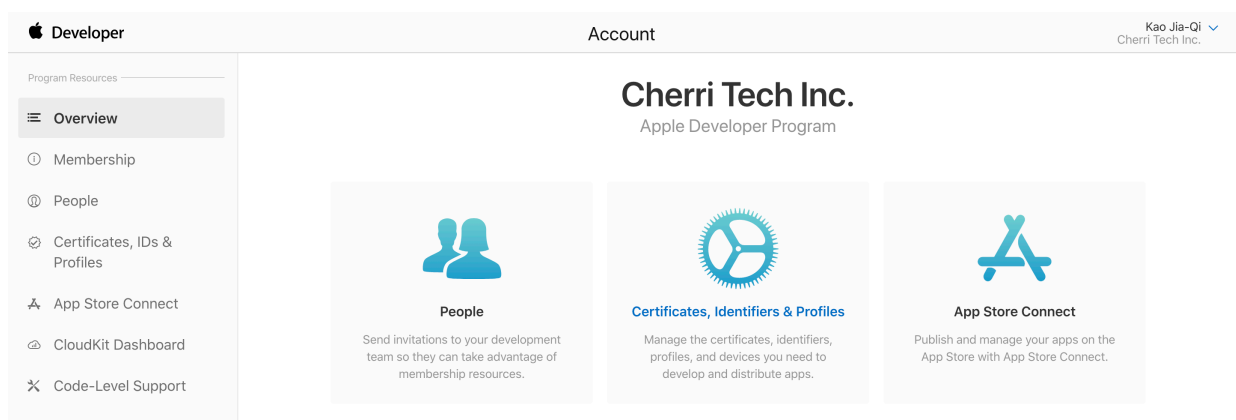 Developer
Account
Kao Jia-Qi
Cherri Tech Inc.
Program Resources
Overview
Membership
People
Certificates, IDs &
Profiles
App Store Connect
CloudKit Dashboard
Code-Level Support
Cherri Tech Inc.
Apple Developer Program
People
Send invitations to your development
team so they can take advantage of
membership resources.
Certificates, Identifiers & Profiles
Manage the certificates, identifiers,
profiles, and devices you need to
develop and distribute apps.
App Store Connect
Publish and manage your apps on the
App Store with App Store Connect.